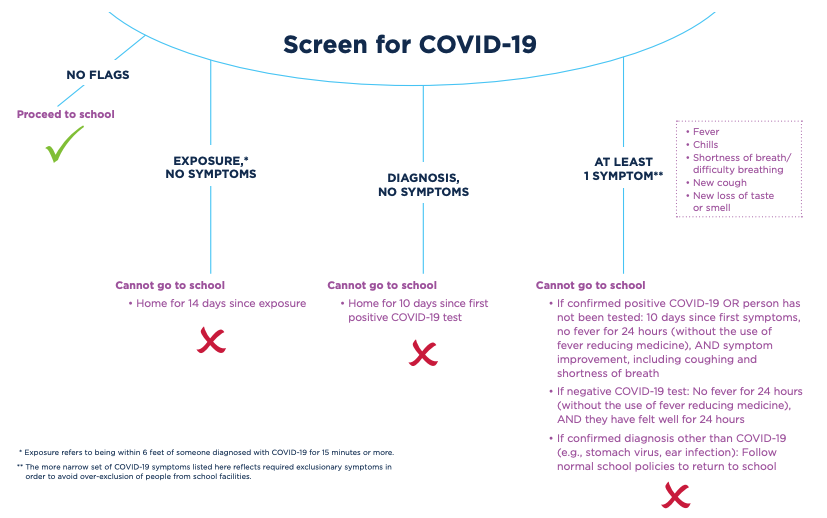 Screen for COVID-19
NO FLAGS
Proceed to school
EXPOSURE,*
NO SYMPTOMS
DIAGNOSIS,
NO SYMPTOMS
AT LEAST
1 SYMPTOM**
• Fever
• Chills
• Shortness of breath/
difficulty breathing
• New cough
• New loss of taste
or smell
Cannot go to school
• Home for 14 days since exposure
Cannot go to school
• Home for 10 days since first
positive COVID-19 test
Cannot go to school
• If confirmed positive COVID-19 OR person has
not been tested: 10 days since first symptoms,
no fever for 24 hours (without the use of
fever reducing medicine), AND symptom
improvement, including coughing and
shortness of breath
• If negative COVID-19 test: No fever for 24 hours
(without the use of fever reducing medicine),
AND they have felt well for 24 hours
• If confirmed diagnosis other than COVID-19
(e.g., stomach virus, ear infection): Follow
normal school policies to return to school
* Exposure refers to being within 6 feet of someone diagnosed with COVID-19 for 15 minutes or more.
** The more narrow set of COVID-19 symptoms listed here reflects required exclusionary symptoms in
order to avoid over-exclusion of people from school facilities.